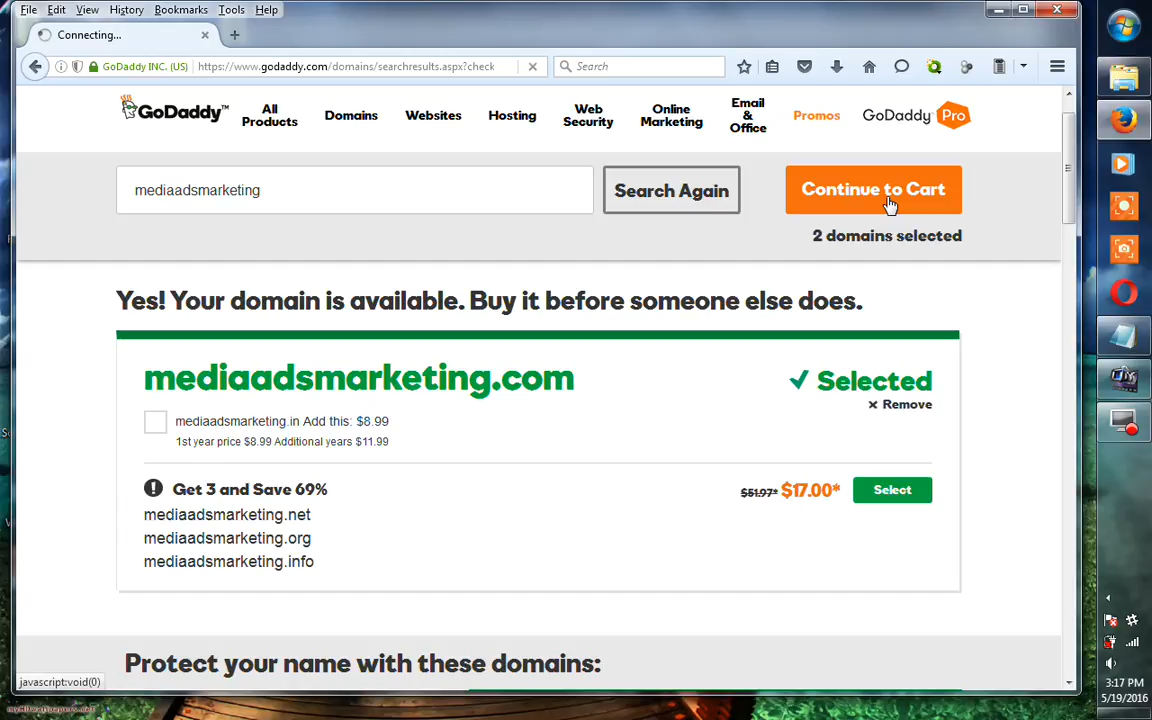 File Edit View History Bookmarks Tools Help
Connecting...
GoDaddy INC. (US) https://www.godaddy.com/domains/searchresults.aspx?check
Search
GoDaddy™
All Products
Domains
Websites
Hosting
Web Security
Online Marketing
Email & Office
Promos
GoDaddy Pro
mediaadsmarketing
Search Again
Continue to Cart
2 domains selected
Yes! Your domain is available. Buy it before someone else does.
mediaadsmarketing.com
Selected
× Remove
mediaadsmarketing.in Add this: $8.99
1st year price $8.99 Additional years $11.99
Get 3 and Save 69%
$51.97* $17.00*
Select
mediaadsmarketing.net
mediaadsmarketing.org
mediaadsmarketing.info
Protect your name with these domains:
javascript:void(0)
3:17 PM
5/19/2016